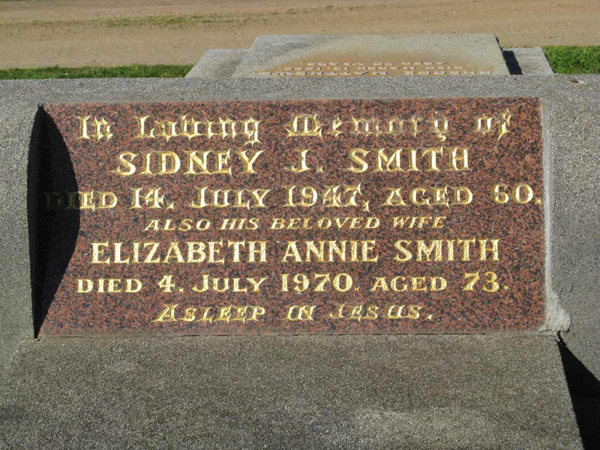 In Loving Memory of
SIDNEY J. SMITH
DIED 14, JULY 1947, AGED 60.
ALSO HIS BELOVED WIFE
ELIZABETH ANNIE SMITH
DIED 4. JULY 1970. AGED 73.
ASLEEP IN JESUS.